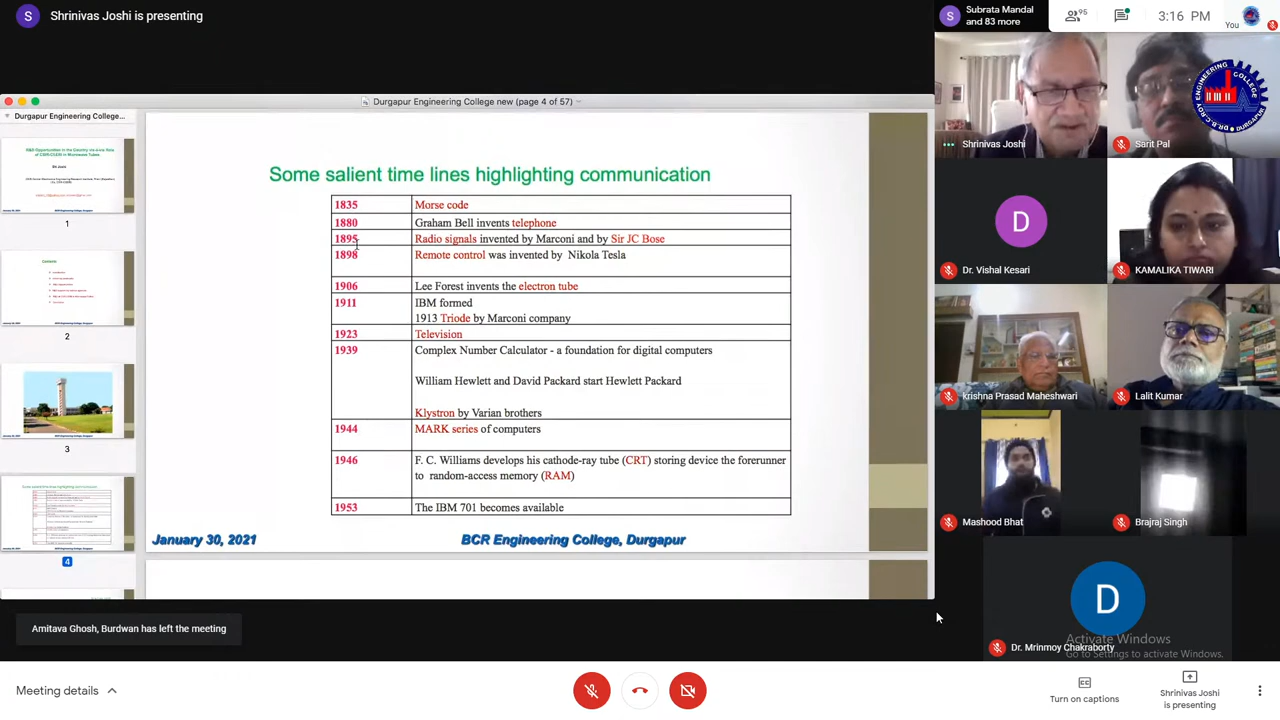 S
Shrinivas Joshi is presenting
S
Subrata Mandal
and 83 more
95
3:16 PM
You
Durgapur Engineering College new (page 4 of 57)
Durgapur Engineering College...
1
2
3
4
Some salient time lines highlighting communication
1835 Morse code
1880 Graham Bell invents telephone
1895 Radio signals invented by Marconi and by Sir JC Bose
1898 Remote control was invented by Nikola Tesla
1906 Lee Forest invents the electron tube
1911 IBM formed
1913 Triode by Marconi company
1923 Television
1939 Complex Number Calculator - a foundation for digital computers
William Hewlett and David Packard start Hewlett Packard
Klystron by Varian brothers
1944 MARK series of computers
1946 F. C. Williams develops his cathode-ray tube (CRT) storing device the forerunner
to random-access memory (RAM)
1953 The IBM 701 becomes available
January 30, 2021
BCR Engineering College, Durgapur
Shrinivas Joshi
Sarit Pal
DR. B. C. ROY ENGINEERING COLLEGE DURGAPUR
D
Dr. Vishal Kesari
KAMALIKA TIWARI
krishna Prasad Maheshwari
Lalit Kumar
Mashood Bhat
Brajraj Singh
D
Dr. Mrinmoy Chakraborty
Activate Windows
Go to Settings to activate Windows.
Amitava Ghosh, Burdwan has left the meeting
Meeting details
Turn on captions
Shrinivas Joshi
is presenting